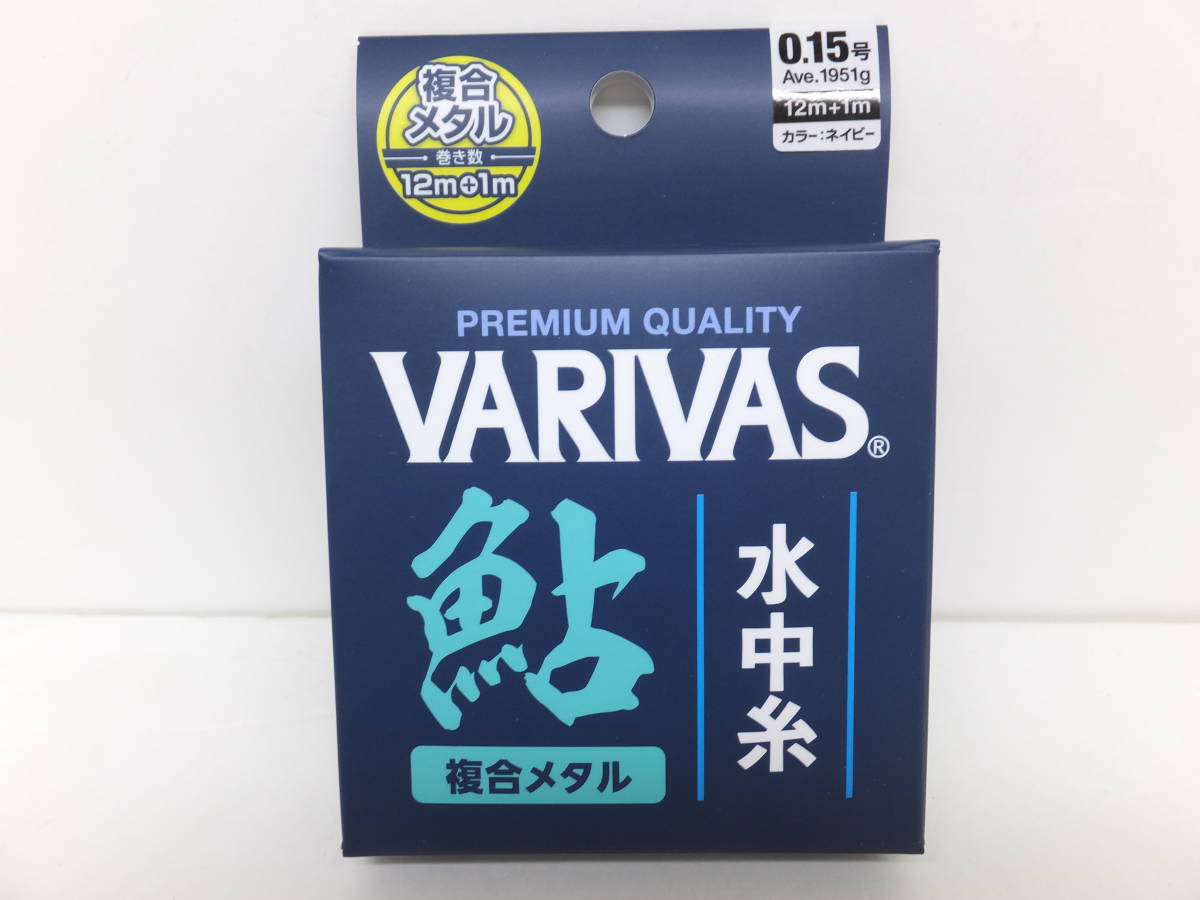 複合
メタル
巻き数
12m+1m
0.15号
Ave.1951g
12m+1m
カラー:ネイビー
PREMIUM QUALITY
VARIVAS®
鮎
複合メタル
水中糸